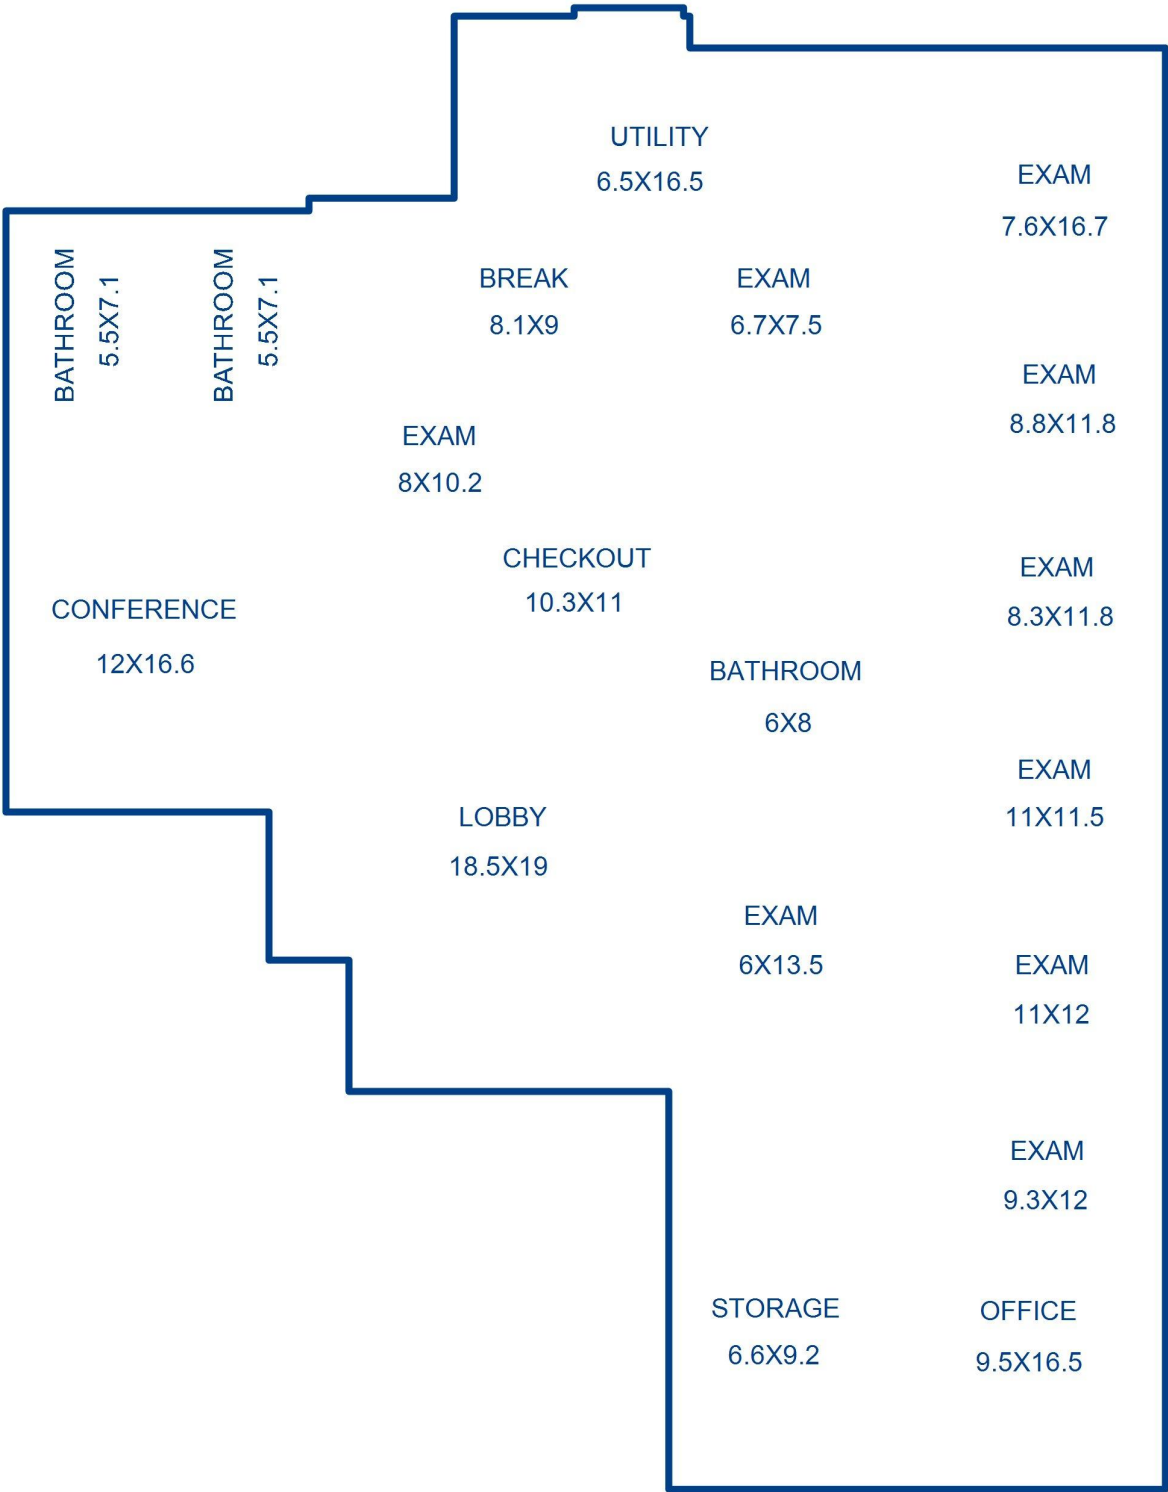 UTILITY
6.5X16.5
EXAM
7.6X16.7
BATHROOM
5.5X7.1
BATHROOM
5.5X7.1
BREAK
8.1X9
EXAM
6.7X7.5
EXAM
8.8X11.8
EXAM
8X10.2
CHECKOUT
10.3X11
EXAM
8.3X11.8
CONFERENCE
12X16.6
BATHROOM
6X8
EXAM
11X11.5
LOBBY
18.5X19
EXAM
6X13.5
EXAM
11X12
EXAM
9.3X12
STORAGE
6.6X9.2
OFFICE
9.5X16.5